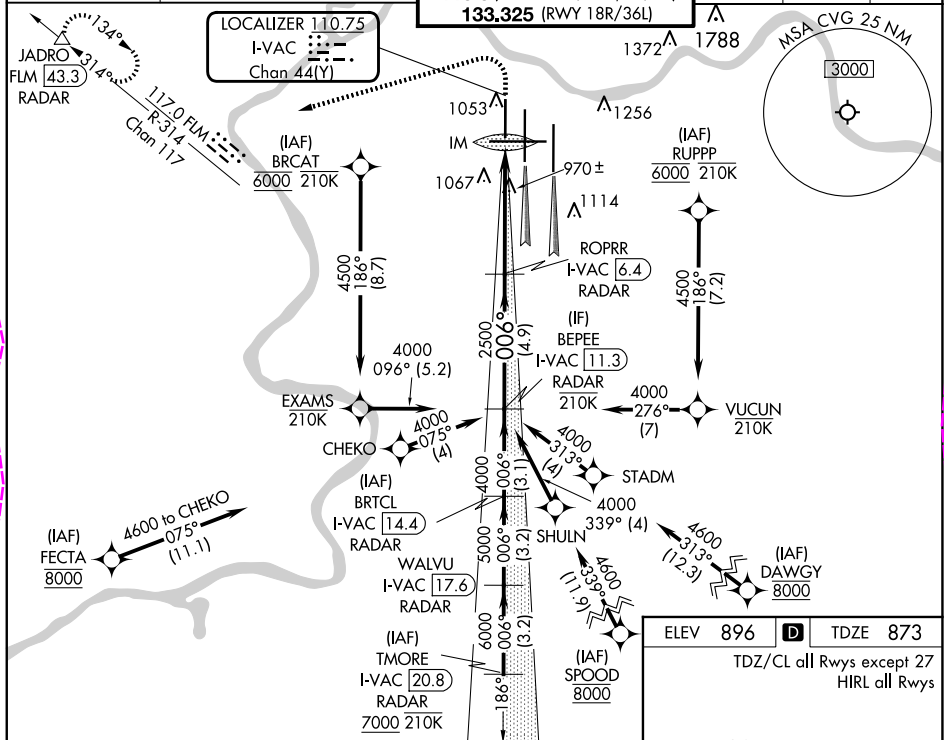 133.325 (RWY 18R/36L)
LOCALIZER 110.75
I-VAC
Chan 44(Y)
134°
314°
JADRO
FLM 43.3
RADAR
117.0 FLM
R-314
Chan 117
1372
1788
MSA CVG 25 NM
3000
1053
1256
IM
1067
970 ±
1114
(IAF)
BRCAT
6000 210K
4500
186°
(8.7)
(IAF)
RUPPP
6000 210K
4500
186°
(7.2)
ROPRR
I-VAC 6.4
RADAR
2500
006°
(4.9)
(IF)
BEPEE
I-VAC 11.3
RADAR
210K
4000
096° (5.2)
EXAMS
210K
4000
276°
(7)
VUCUN
210K
CHEKO
4000
075°
(4)
4000
313°
(4)
STADM
4000
006°
(3.1)
(IAF)
BRTCL
I-VAC 14.4
RADAR
4000
339° (4)
SHULN
(IAF)
FECTA
8000
4600 to CHEKO
075°
(11.1)
5000
006°
(3.2)
WALVU
I-VAC 17.6
RADAR
4600
339°
(11.9)
4600
313°
(12.3)
(IAF)
DAWGY
8000
(IAF)
SPOOD
8000
6000
006°
(3.2)
(IAF)
TMORE
I-VAC 20.8
RADAR
7000 210K
186°
ELEV 896 D TDZE 873
TDZ/CL all Rwys except 27
HIRL all Rwys